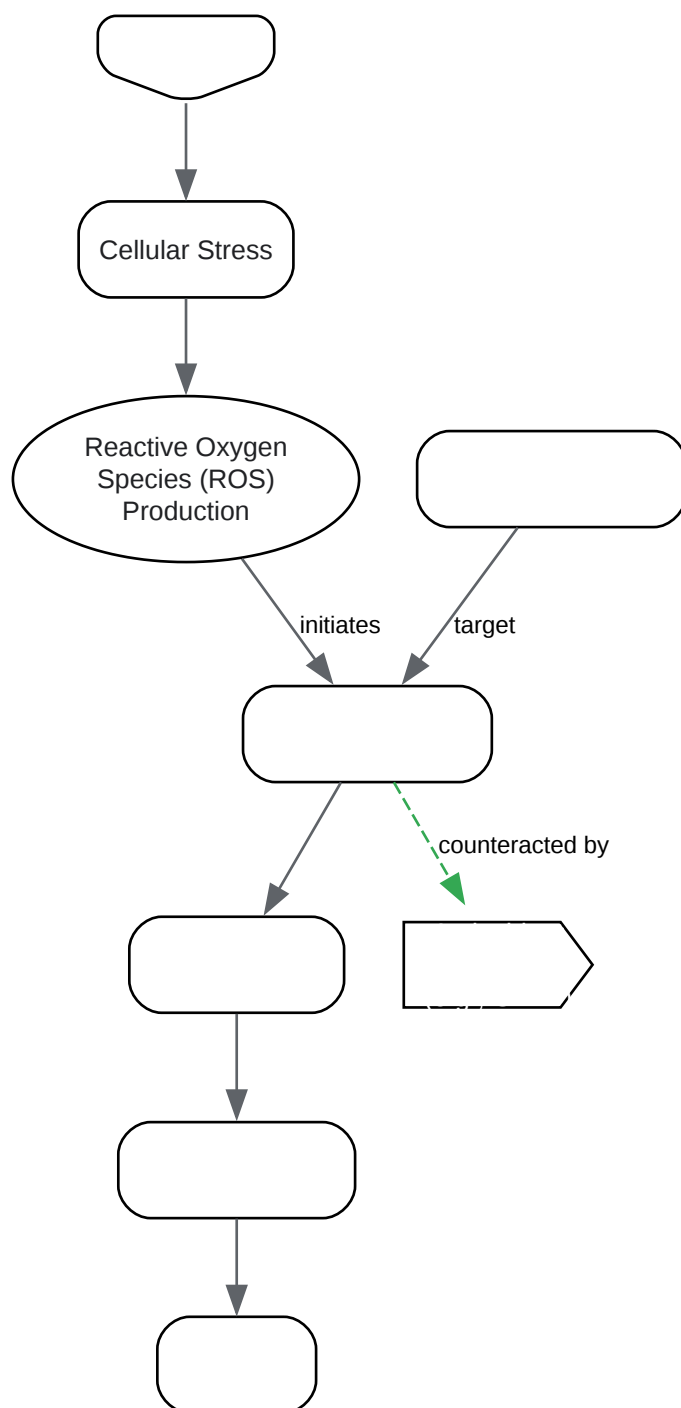 Cellular Stress
Reactive Oxygen
Species (ROS)
Production
initiates
target
counteracted by